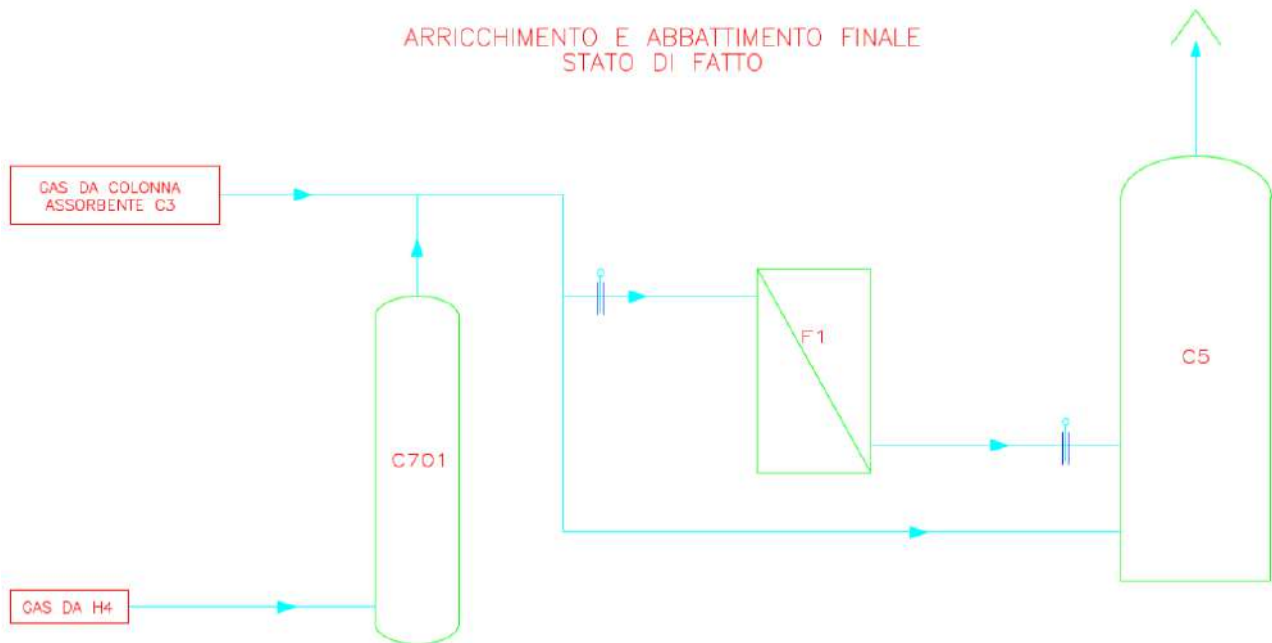 ARRICCHIMENTO E ABBATTIMENTO FINALE
STATO DI FATTO
GAS DA COLONNA
ASSORBENTE C3
F1
C5
C701
GAS DA H4